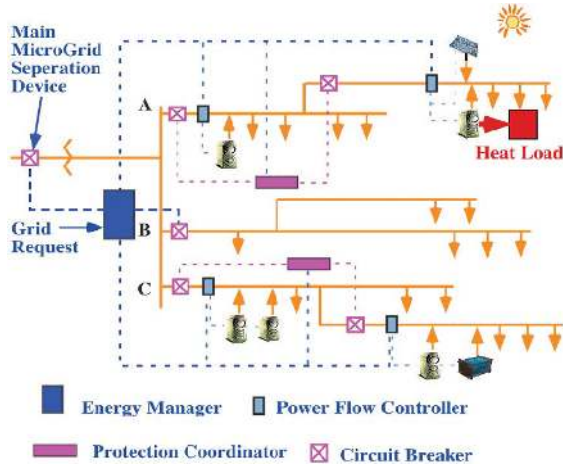 Main
MicroGrid
Seperation
Device
A
Heat Load
Grid
Request
B
C
Energy Manager
Power Flow Controller
Protection Coordinator
Circuit Breaker